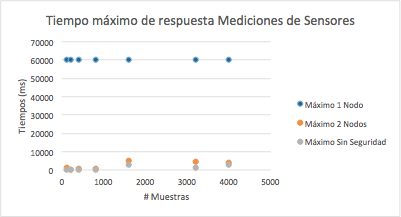 Tiempo máximo de respuesta Mediciones de Sensores
Tiempos (ms)
70000
60000
50000
40000
30000
20000
10000
0
0 1000 2000 3000 4000 5000
# Muestras
Máximo 1 Nodo
Máximo 2 Nodos
Máximo Sin Seguridad